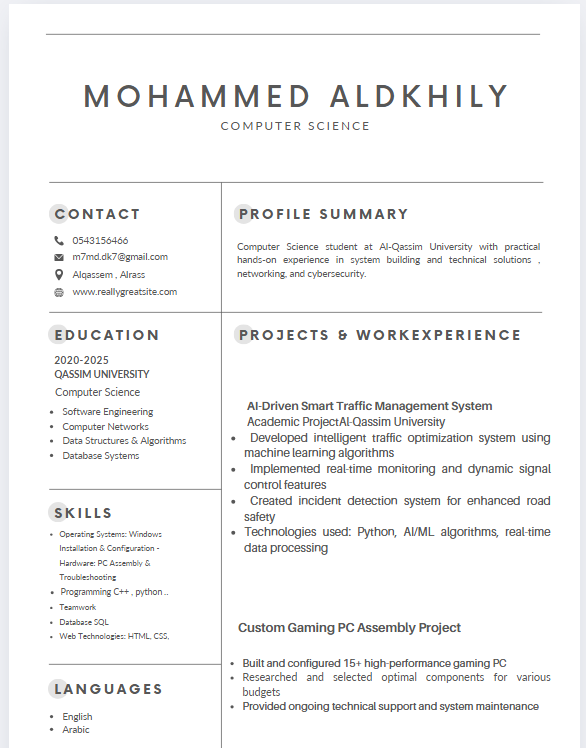 MOHAMMED ALDKHILY
COMPUTER SCIENCE
CONTACT
0543156466
m7md.dk7@gmail.com
Alqassem , Alrass
www.reallygreatsite.com
EDUCATION
2020-2025
QASSIM UNIVERSITY
Computer Science
• Software Engineering
• Computer Networks
• Data Structures & Algorithms
• Database Systems
SKILLS
• Operating Systems: Windows
Installation & Configuration -
Hardware: PC Assembly &
Troubleshooting
• Programming C++ , python ..
• Teamwork
• Database SQL
• Web Technologies: HTML, CSS,
LANGUAGES
• English
• Arabic
PROFILE SUMMARY
Computer Science student at Al-Qassim University with practical
hands-on experience in system building and technical solutions ,
networking, and cybersecurity.
PROJECTS & WORKEXPERIENCE
AI-Driven Smart Traffic Management System
Academic ProjectAl-Qassim University
• Developed intelligent traffic optimization system using
machine learning algorithms
• Implemented real-time monitoring and dynamic signal
control features
• Created incident detection system for enhanced road
safety
• Technologies used: Python, AI/ML algorithms, real-time
data processing
Custom Gaming PC Assembly Project
• Built and configured 15+ high-performance gaming PC
• Researched and selected optimal components for various
budgets
• Provided ongoing technical support and system maintenance